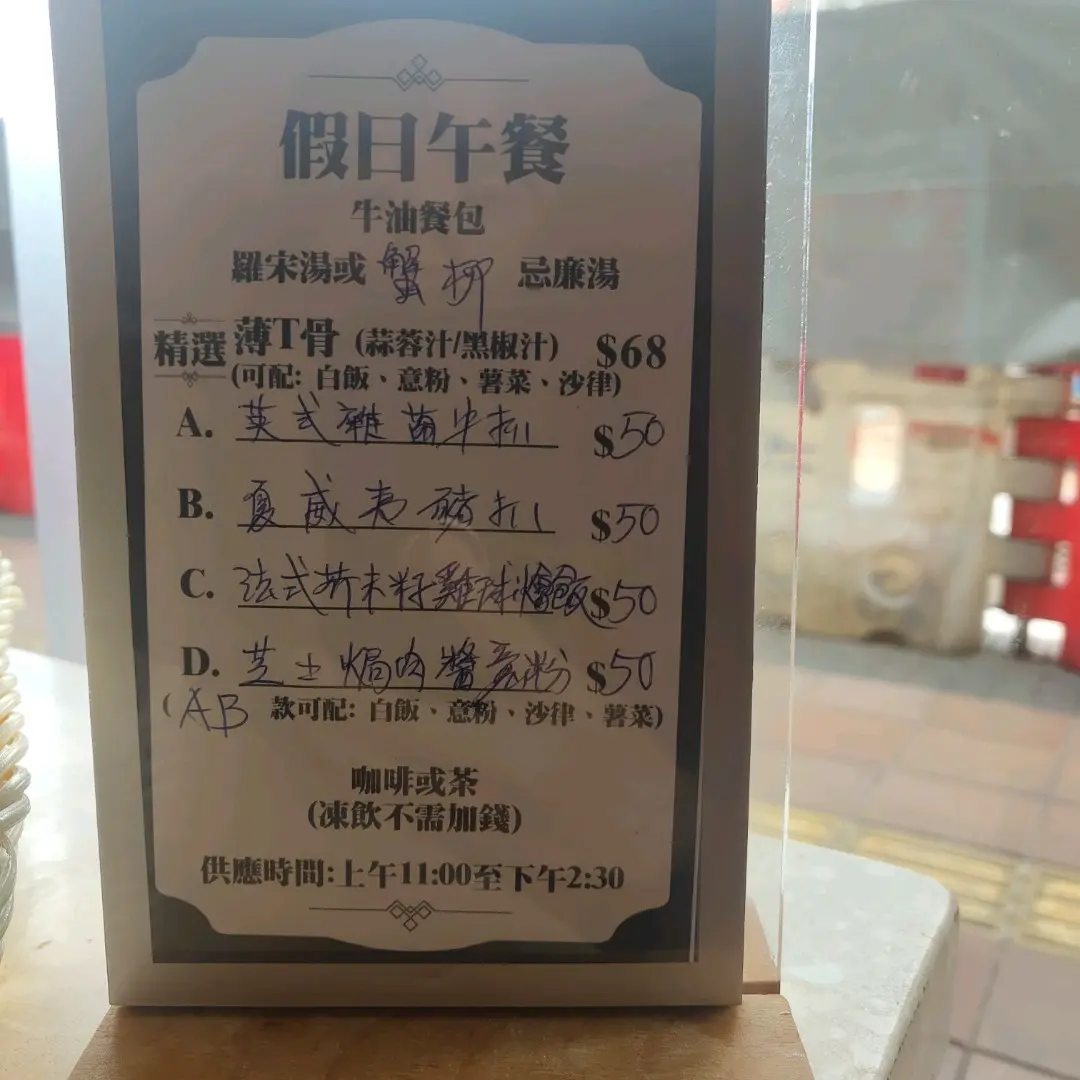 假日午餐
牛油餐包
羅宋湯或 蟹柳 忌廉湯
精選 薄T骨 (蒜蓉汁/黑椒汁) $68
(可配: 白飯、意粉、薯菜、沙律)
A. 英式雜菌牛扒 $50
B. 夏威夷豬扒 $50
C. 法式芥末籽雞球燴飯 $50
D. 芝士焗肉醬意粉 $50
(AB 款可配: 白飯、意粉、沙律、薯菜)
咖啡或茶
(凍飲不需加錢)
供應時間:上午11:00至下午2:30